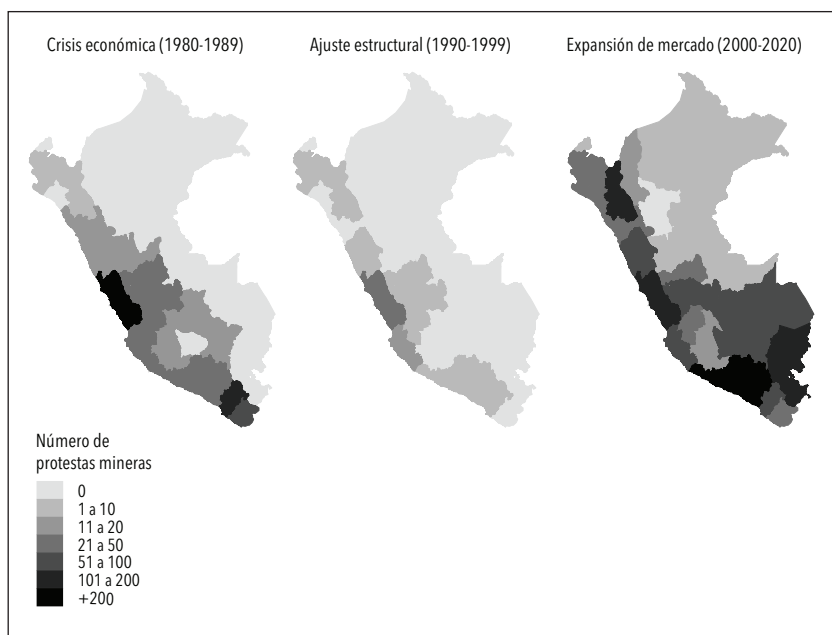 Crisis económica (1980-1989)
Ajuste estructural (1990-1999)
Expansión de mercado (2000-2020)
Número de
protestas mineras
0
1 a 10
11 a 20
21 a 50
51 a 100
101 a 200
+200